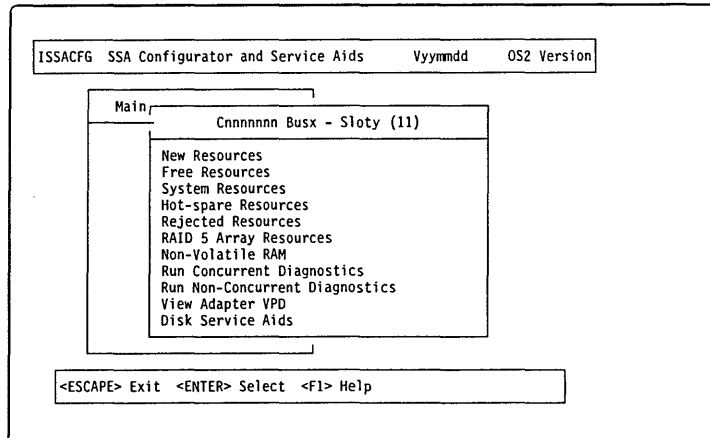 ISSACFG SSA Configurator and Service Aids Vyymmdd OS2 Version
Main
Cnnnnnnn Busx - Sloty (11)
New Resources
Free Resources
System Resources
Hot-spare Resources
Rejected Resources
RAID 5 Array Resources
Non-Volatile RAM
Run Concurrent Diagnostics
Run Non-Concurrent Diagnostics
View Adapter VPD
Disk Service Aids
<ESCAPE> Exit <ENTER> Select <F1> Help